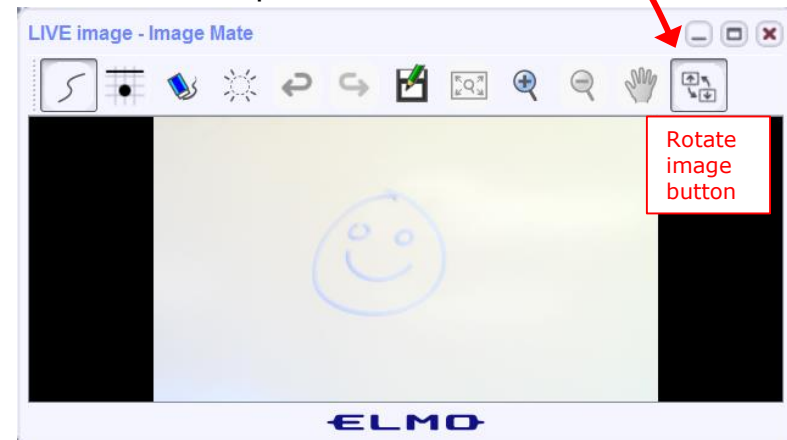 LIVE image - Image Mate
Rotate
image
button
ELMO